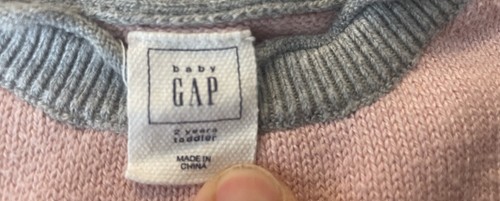 baby
GAP
2 years
toddler
MADE IN
CHINA